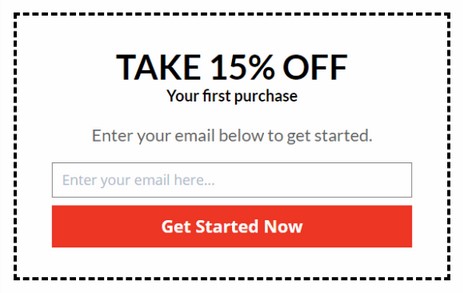 TAKE 15% OFF
Your first purchase
Enter your email below to get started.
Enter your email here...
Get Started Now